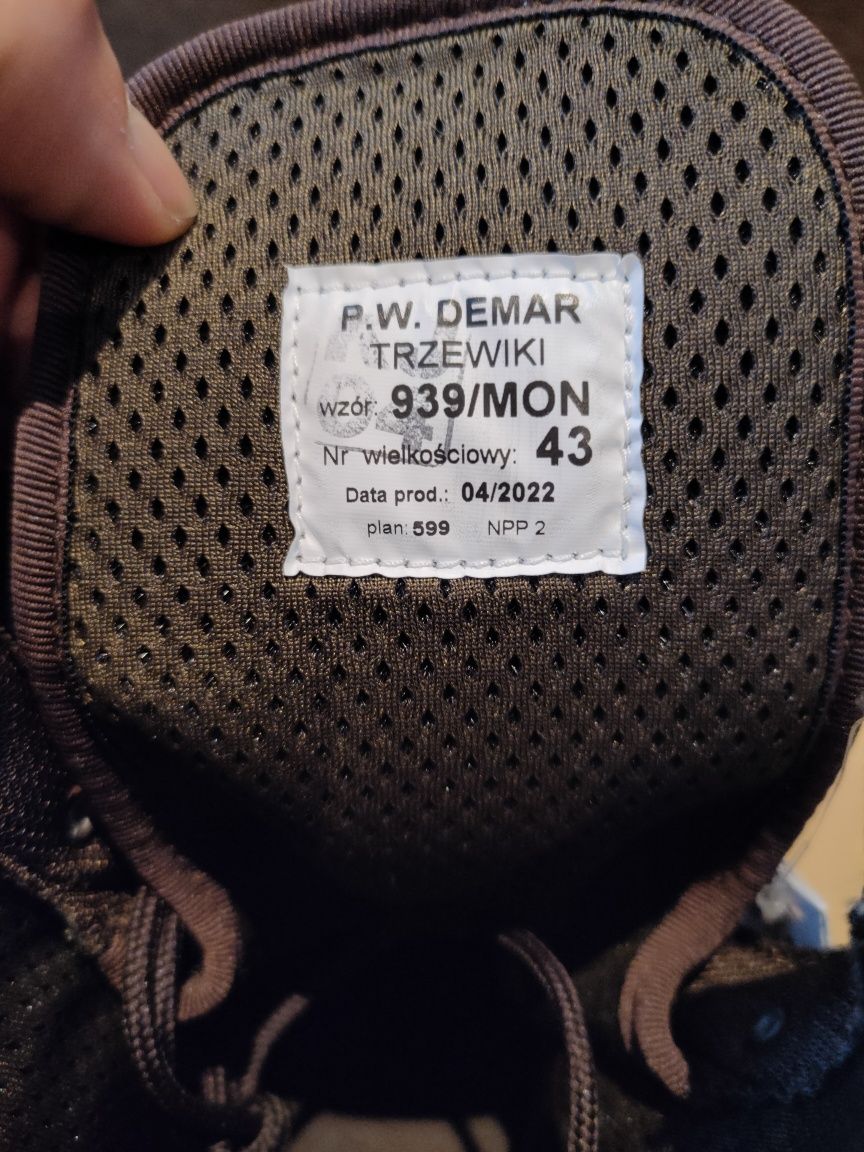 P.W. DEMAR
TRZEWIKI
wzór: 939/MON
Nr wielkościowy: 43
Data prod.: 04/2022
plan: 599 NPP 2